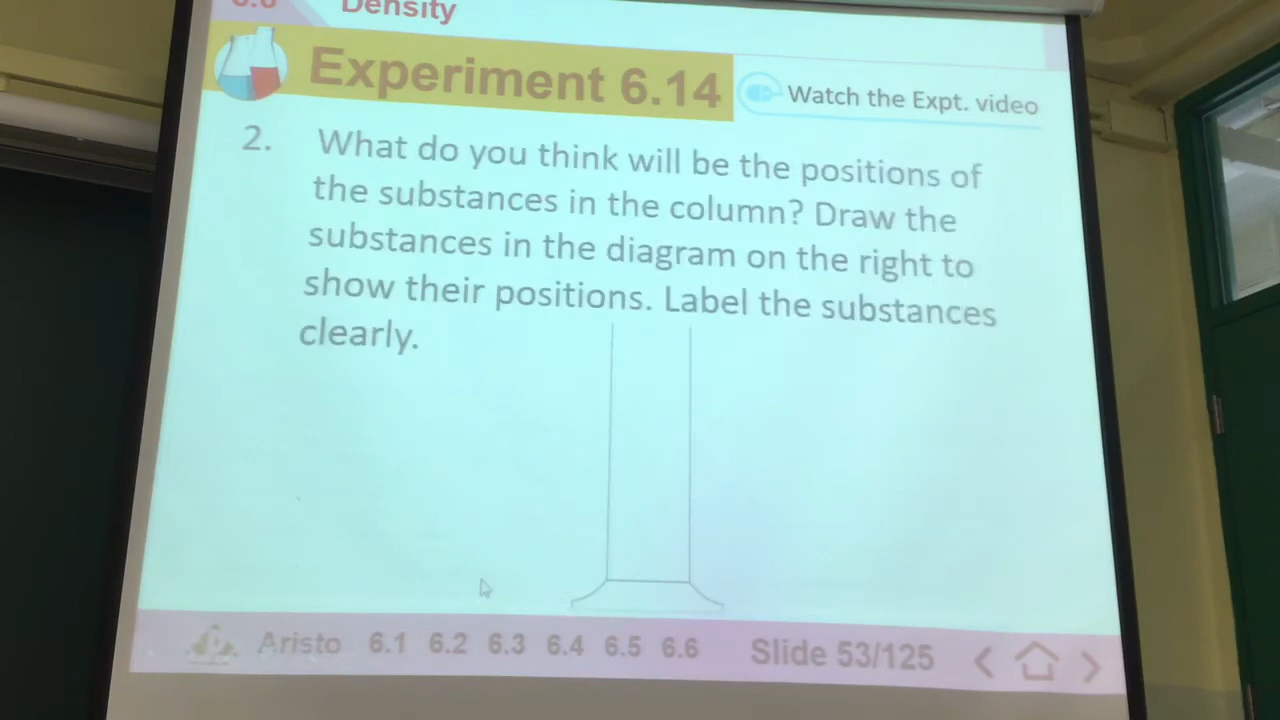 6.6 Density
Experiment 6.14
Watch the Expt. video
2. What do you think will be the positions of
the substances in the column? Draw the
substances in the diagram on the right to
show their positions. Label the substances
clearly.
Aristo 6.1 6.2 6.3 6.4 6.5 6.6 Slide 53/125